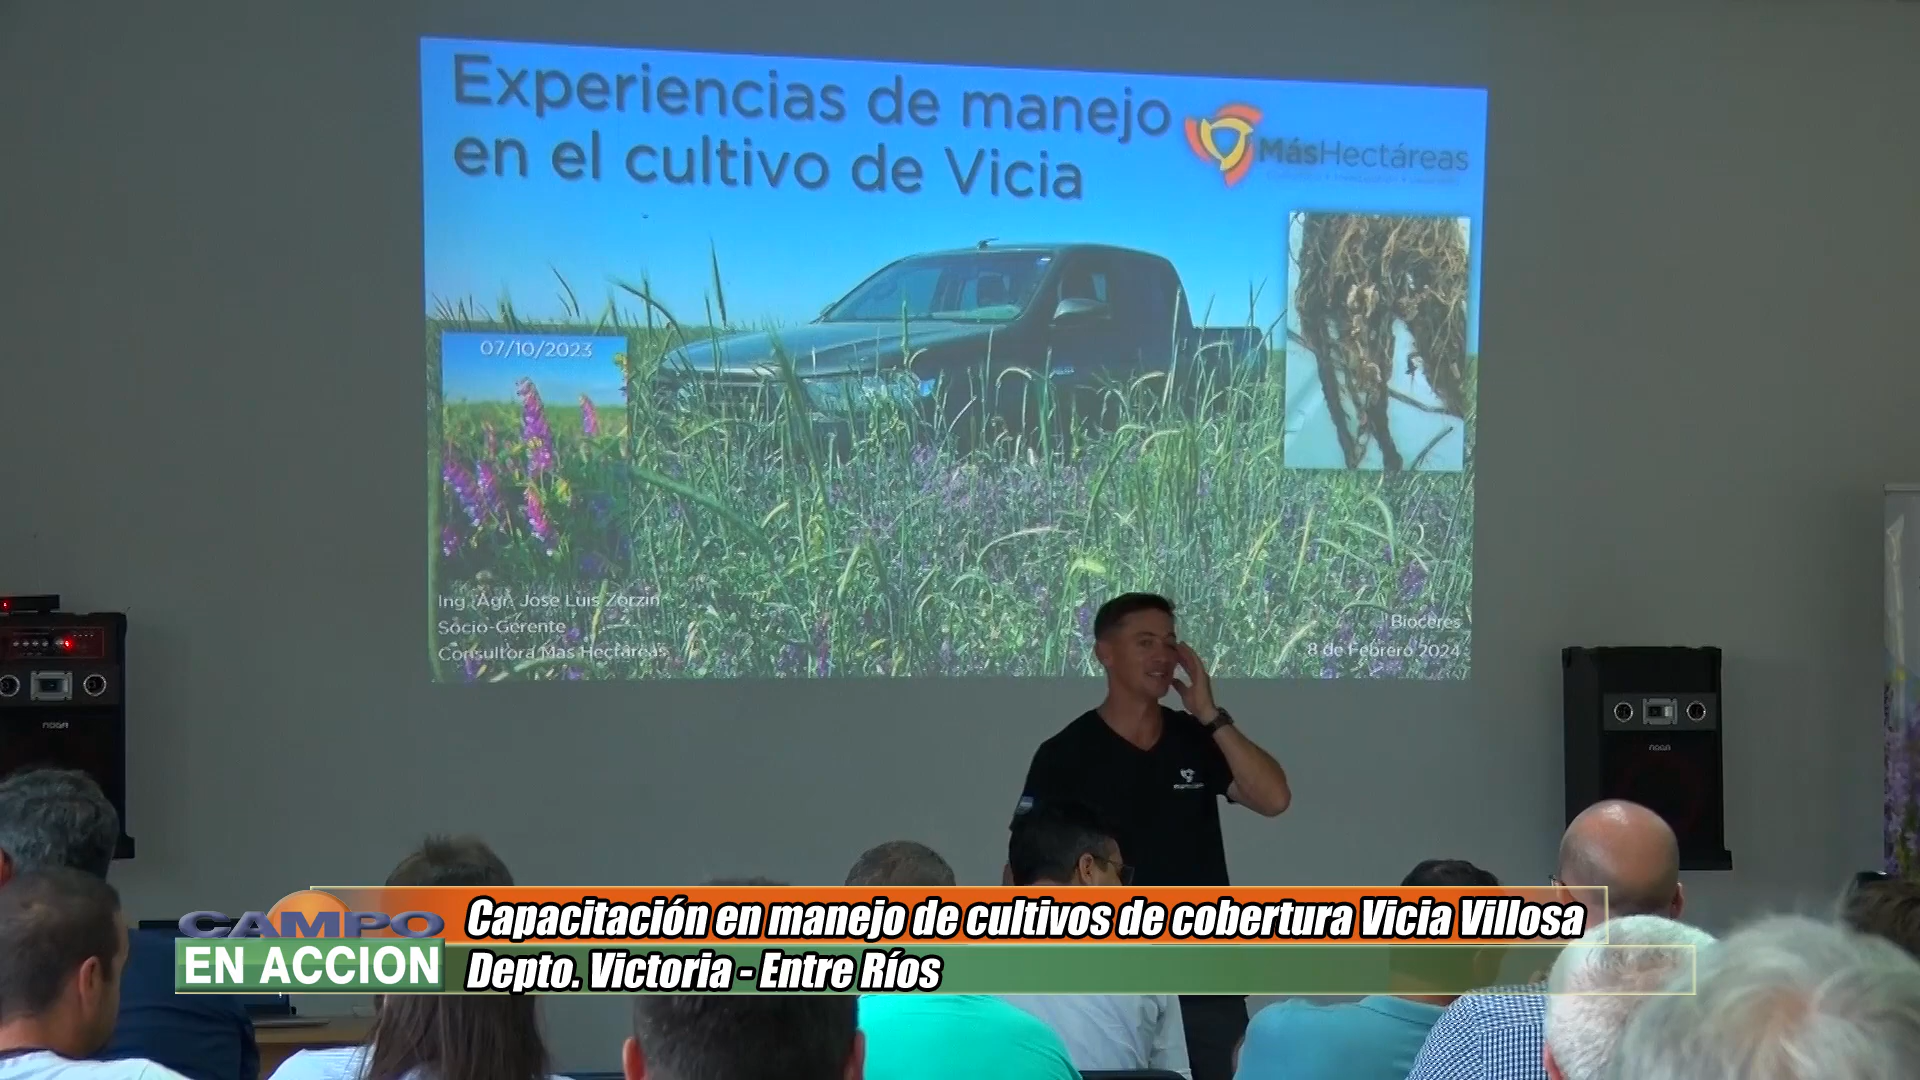 Experiencias de manejo
en el cultivo de Vicia
MásHectáreas
07/10/2023
Ing. Agr. Jose Luis Zorzin
Socio-Gerente
Consultora Mas Hectáreas
Bioceres
8 de Febrero 2024
NOGA
NOGA
CAMPO
EN ACCION
Capacitación en manejo de cultivos de cobertura Vicia Villosa
Depto. Victoria - Entre Ríos